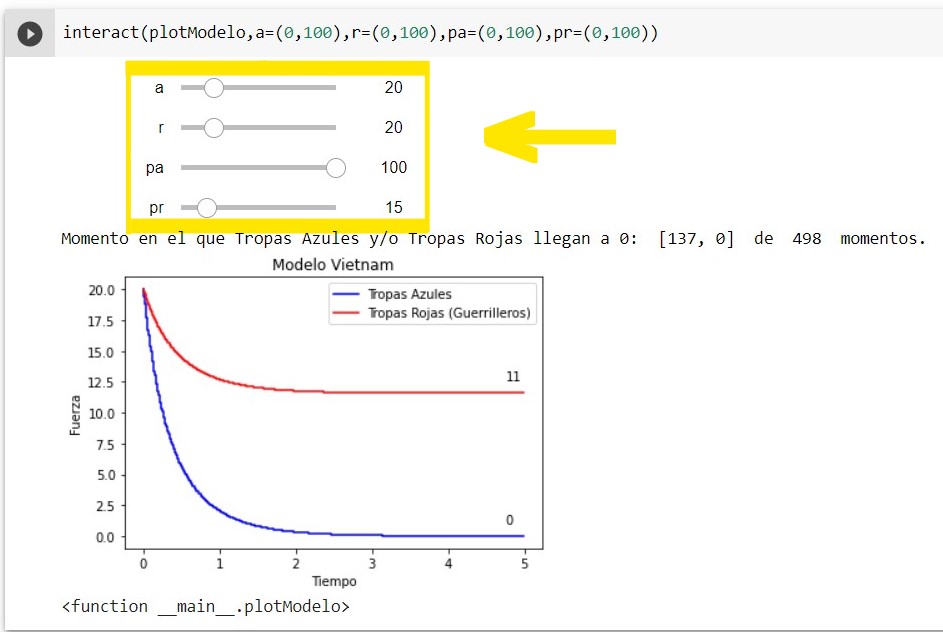 interact(plotModelo,a=(0,100),r=(0,100),pa=(0,100),pr=(0,100))
a 20
r 20
pa 100
pr 15
Momento en el que Tropas Azules y/o Tropas Rojas llegan a 0: [137, 0] de 498 momentos.
Modelo Vietnam
Tropas Azules
Tropas Rojas (Guerrilleros)
20.0
17.5
15.0
12.5
10.0
7.5
5.0
2.5
0.0
Fuerza
11
0
0 1 2 3 4 5
Tiempo
<function __main__.plotModelo>